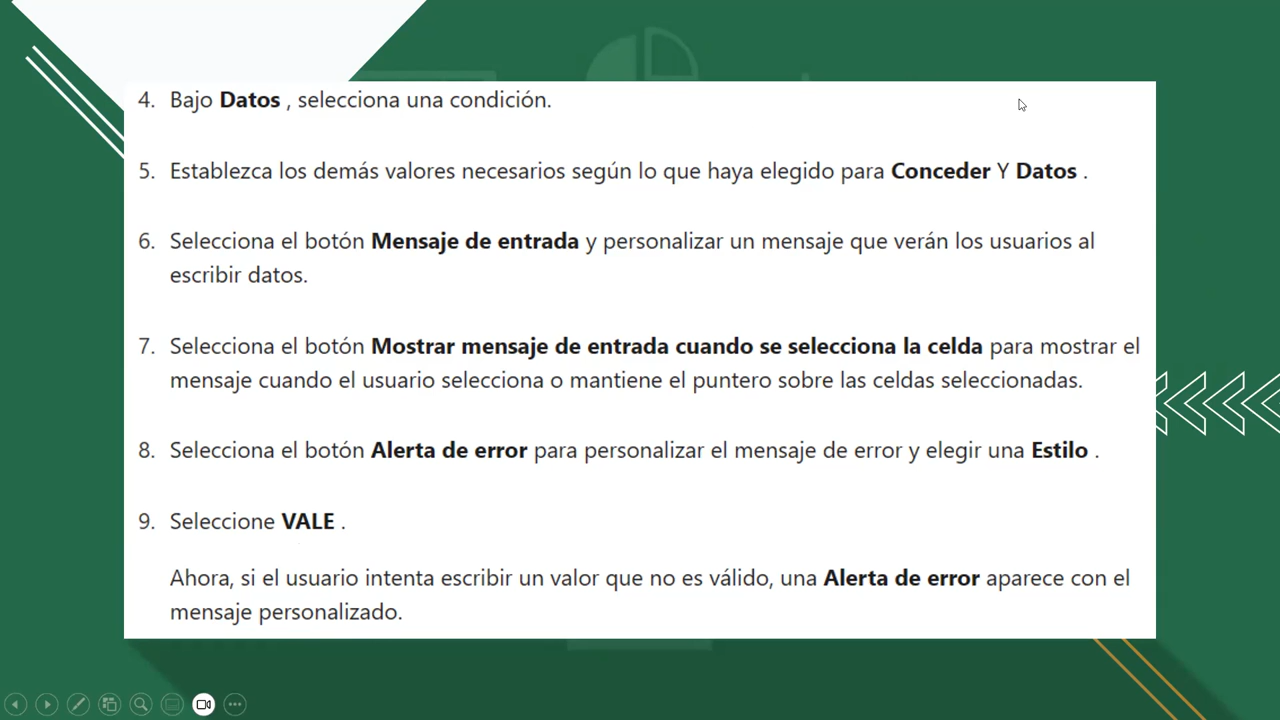 4. Bajo Datos , selecciona una condición.
5. Establezca los demás valores necesarios según lo que haya elegido para Conceder Y Datos .
6. Selecciona el botón Mensaje de entrada y personalizar un mensaje que verán los usuarios al
escribir datos.
7. Selecciona el botón Mostrar mensaje de entrada cuando se selecciona la celda para mostrar el
mensaje cuando el usuario selecciona o mantiene el puntero sobre las celdas seleccionadas.
8. Selecciona el botón Alerta de error para personalizar el mensaje de error y elegir una Estilo .
9. Seleccione VALE .
Ahora, si el usuario intenta escribir un valor que no es válido, una Alerta de error aparece con el
mensaje personalizado.